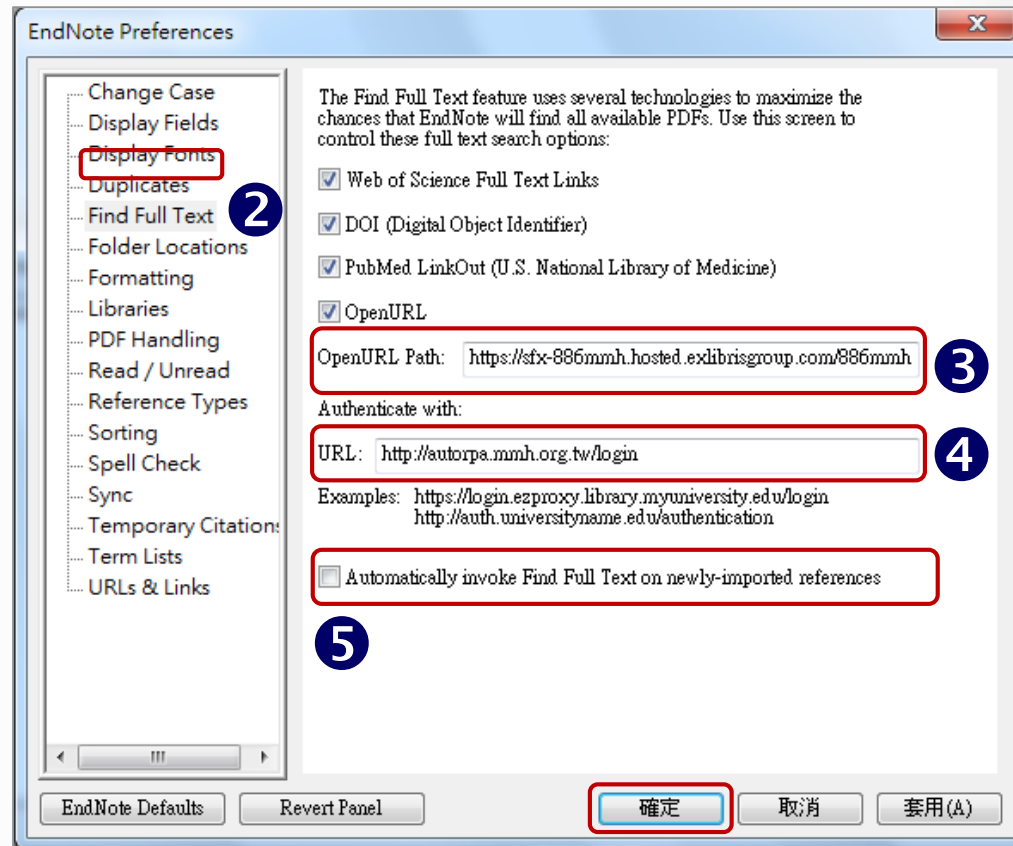 EndNote Preferences
X
Change Case
Display Fields
Display Fonts
Duplicates
Find Full Text
2
Folder Locations
Formatting
Libraries
PDF Handling
Read / Unread
Reference Types
Sorting
Spell Check
Sync
Temporary Citation
Term Lists
URLs & Links
The Find Full Text feature uses several technologies to maximize the
chances that EndNote will find all available PDFs. Use this screen to
control these full text search options:
Web of Science Full Text Links
DOI (Digital Object Identifier)
PubMed LinkOut (U.S. National Library of Medicine)
OpenURL
OpenURL Path: https://sfx-886mmh.hosted.exlibrisgroup.com/886mmh
3
Authenticate with:
URL: http://autorpa.mmh.org.tw/login
4
Examples: https://login.ezproxy.library.myuniversity.edu/login
http://auth.universityname.edu/authentication
Automatically invoke Find Full Text on newly-imported references
5
EndNote Defaults
Revert Panel
確定
取消
套用(A)